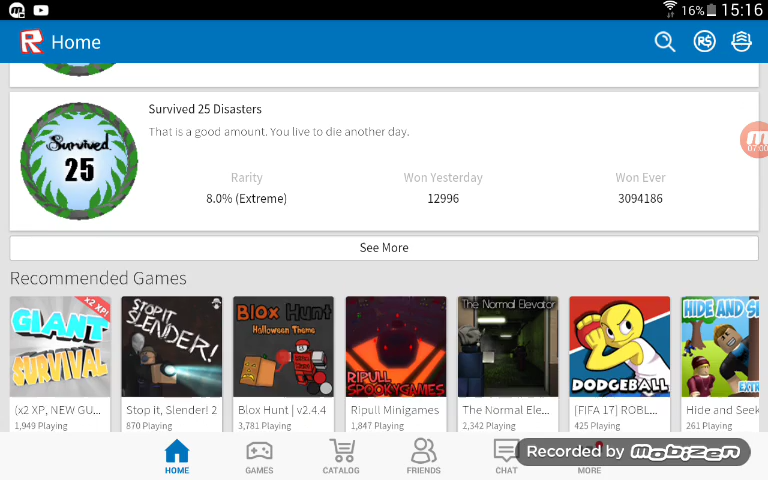 16% 15:16
Home
R$
Survived 25 Disasters
That is a good amount. You live to die another day.
Survived
25
Rarity Won Yesterday Won Ever
8.0% (Extreme) 12996 3094186
07:00
See More
Recommended Games
x2 XP!
GIANT
SURVIVAL
STOP IT,
SLENDER!
Blox Hunt
Halloween Theme
RIPULL
SPOOKYGAMES
The Normal Elevator
DODGEBALL
HIDE AND S
EXT
(x2 XP, NEW GU... Stop it, Slender! 2 Blox Hunt | v2.4.4 Ripull Minigames The Normal Ele... [FIFA 17] ROBL... Hide and Seek
1,949 Playing 870 Playing 3,781 Playing 1,847 Playing 2,342 Playing 425 Playing 261 Playing
HOME GAMES CATALOG FRIENDS CHAT MORE
Recorded by mobizen